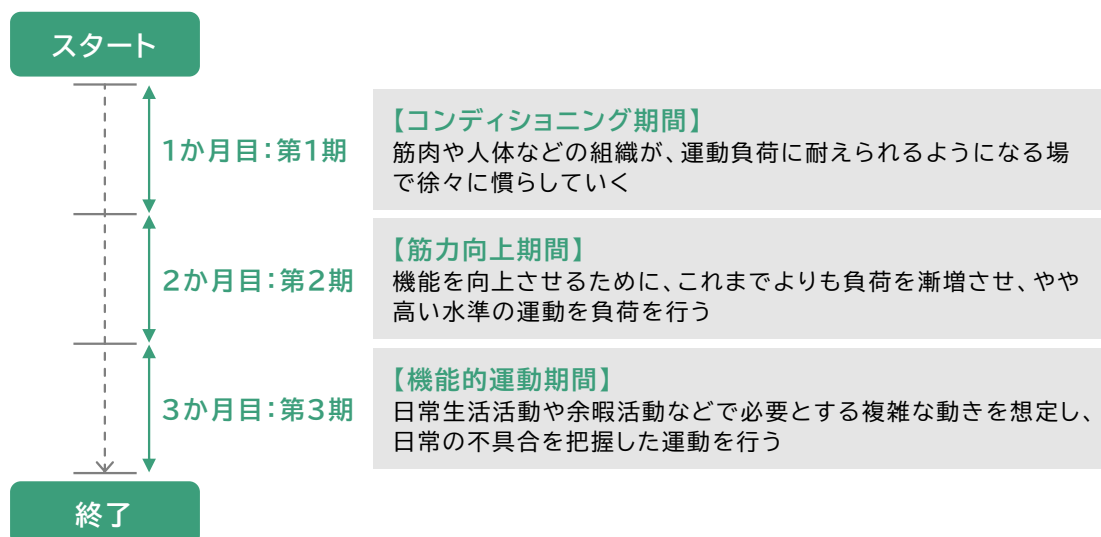 スタート
1か月目：第1期
【コンディショニング期間】
筋肉や人体などの組織が、運動負荷に耐えられるようになる場
で徐々に慣らしていく
2か月目：第2期
【筋力向上期間】
機能を向上させるために、これまでよりも負荷を漸増させ、やや
高い水準の運動を負荷を行う
3か月目：第3期
【機能的運動期間】
日常生活活動や余暇活動などで必要とする複雑な動きを想定し、
日常の不具合を把握した運動を行う
終了